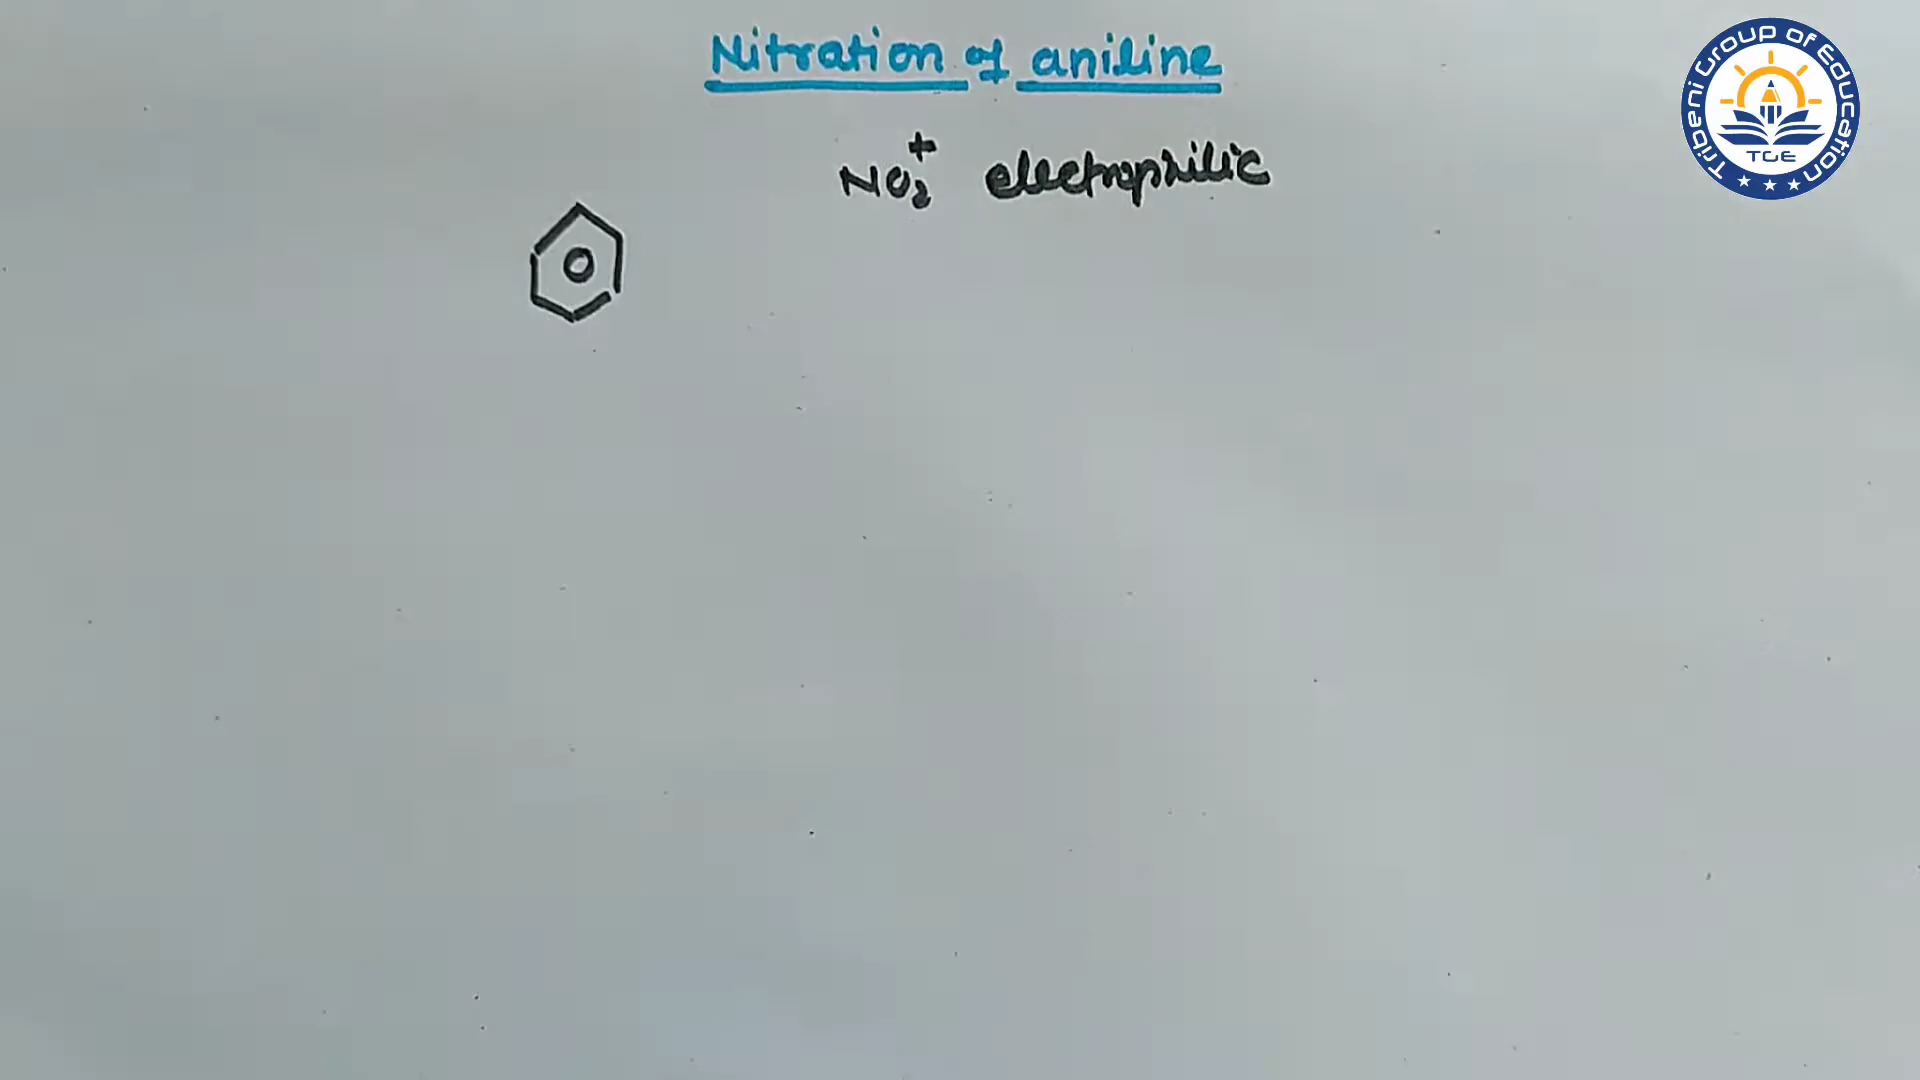 Nitration of aniline
NO₂⁺ electrophilic
Tribeni Group of Education
TGE